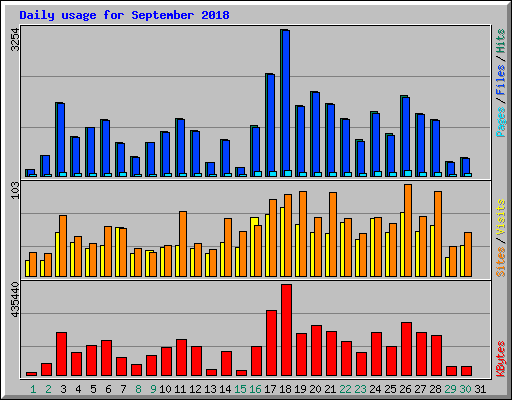 Daily usage for September 2018
3254
Pages / Files / Hits
103
Sites / Visits
435440
KBytes
1 2 3 4 5 6 7 8 9 10 11 12 13 14 15 16 17 18 19 20 21 22 23 24 25 26 27 28 29 30 31